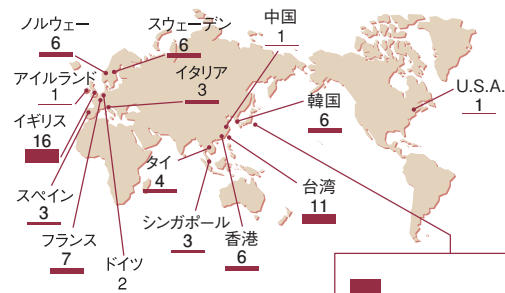 ノルウェー
6
スウェーデン
6
中国
1
アイルランド
1
イタリア
3
U.S.A.
1
韓国
6
イギリス
16
タイ
4
台湾
11
スペイン
3
シンガポール
3
香港
6
フランス
7
ドイツ
2